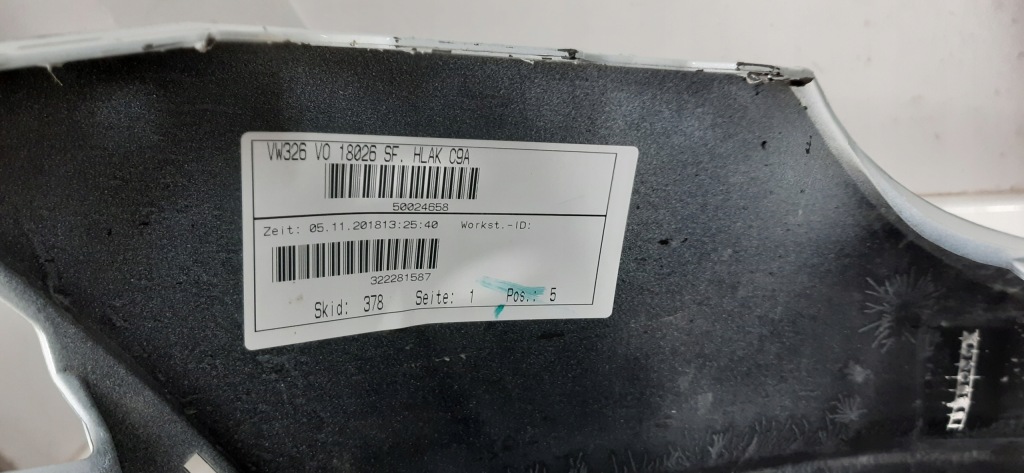 VW326 VO 18026 SF. HLAK C9A
50024658
Zeit: 05.11.201813:25:40 Workst.-ID:
322281587
Skid: 378 Seite: 1 Pos.: 5